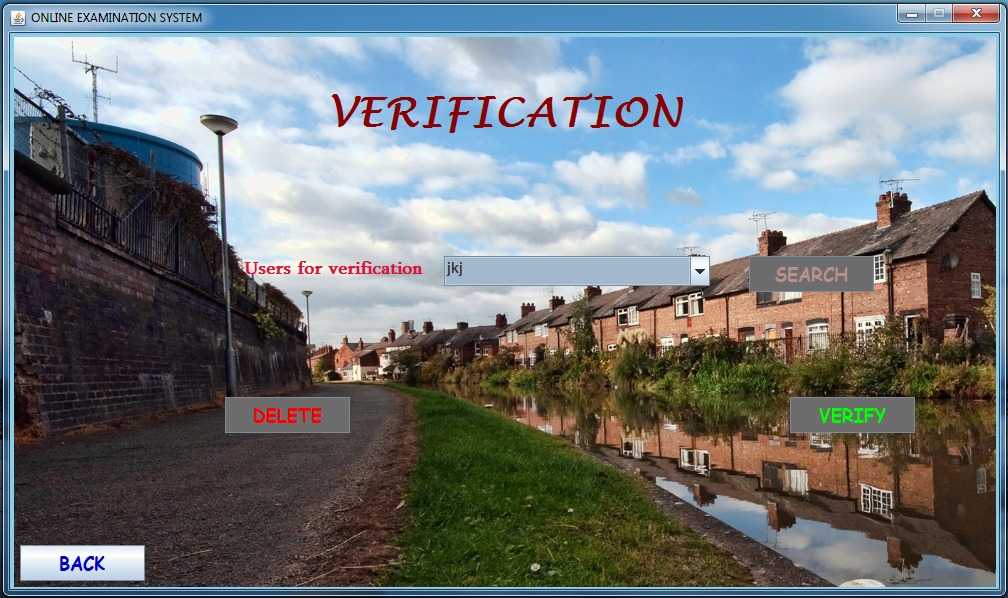 ONLINE EXAMINATION SYSTEM
VERIFICATION
Users for verification jkj SEARCH
DELETE VERIFY
BACK